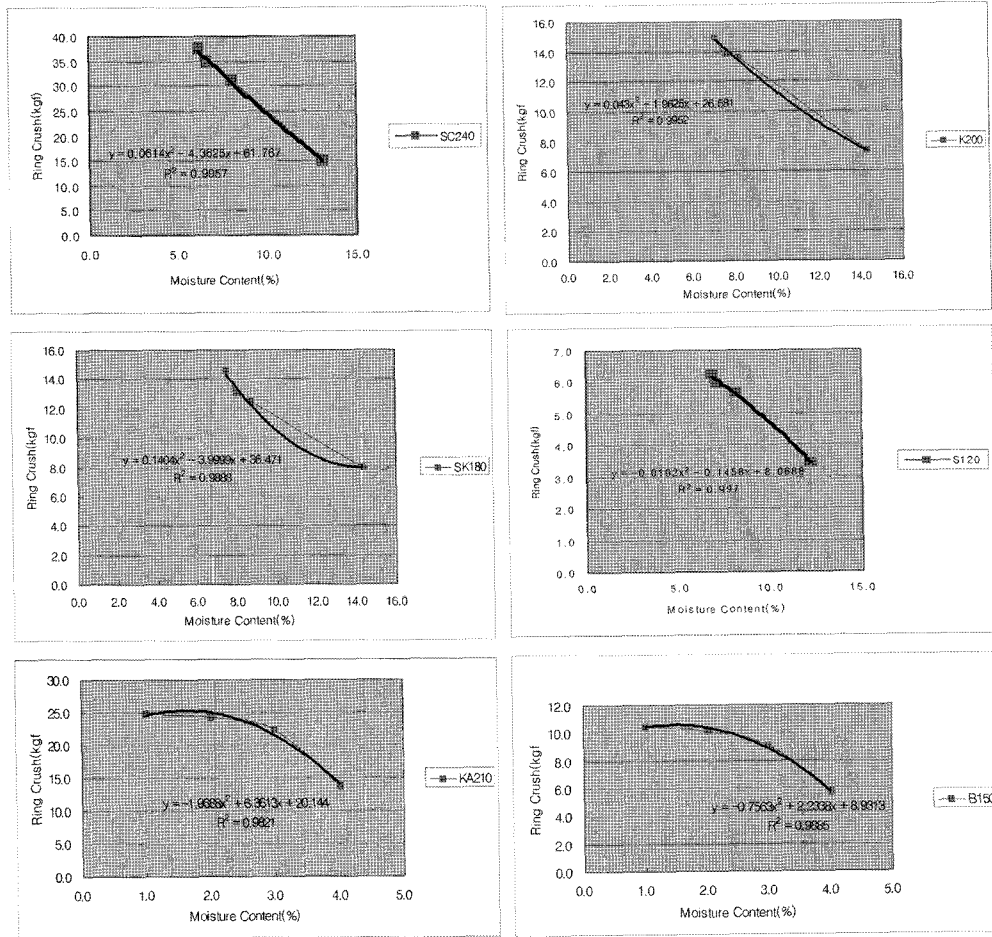 40.0
35.0
30.0
25.0
20.0
15.0
10.0
5.0
0.0
Ring Crush(kgf
R² = 0.9957
0.0 5.0 10.0 15.0
Moisture Content(%)
SC240
16.0
14.0
12.0
10.0
8.0
6.0
4.0
2.0
0.0
Ring Crush(kgf
R² = 0.9952
0.0 2.0 4.0 6.0 8.0 10.0 12.0 14.0 16.0
Moisture Content(%)
K200
16.0
14.0
12.0
10.0
8.0
6.0
4.0
2.0
0.0
Ring Crush(kgf
y = 0.1404x² - 3.9999x + 36.471
R² = 0.9888
0.0 2.0 4.0 6.0 8.0 10.0 12.0 14.0 16.0
Moisture Content(%)
SK180
7.0
6.0
5.0
4.0
3.0
2.0
1.0
0.0
Ring Crush(kgf
R² = 0.997
0.0 5.0 10.0 15.0
Moisture Content(%)
S120
30.0
25.0
20.0
15.0
10.0
5.0
0.0
Ring Crush(kgf
R² = 0.9821
0.0 1.0 2.0 3.0 4.0 5.0
Moisture Content(%)
KA210
12.0
10.0
8.0
6.0
4.0
2.0
0.0
Ring Crush(kgf
y = -0.7563x² + 2.2338x + 8.9313
R² = 0.9885
0.0 1.0 2.0 3.0 4.0 5.0
Moisture Content(%)
B150